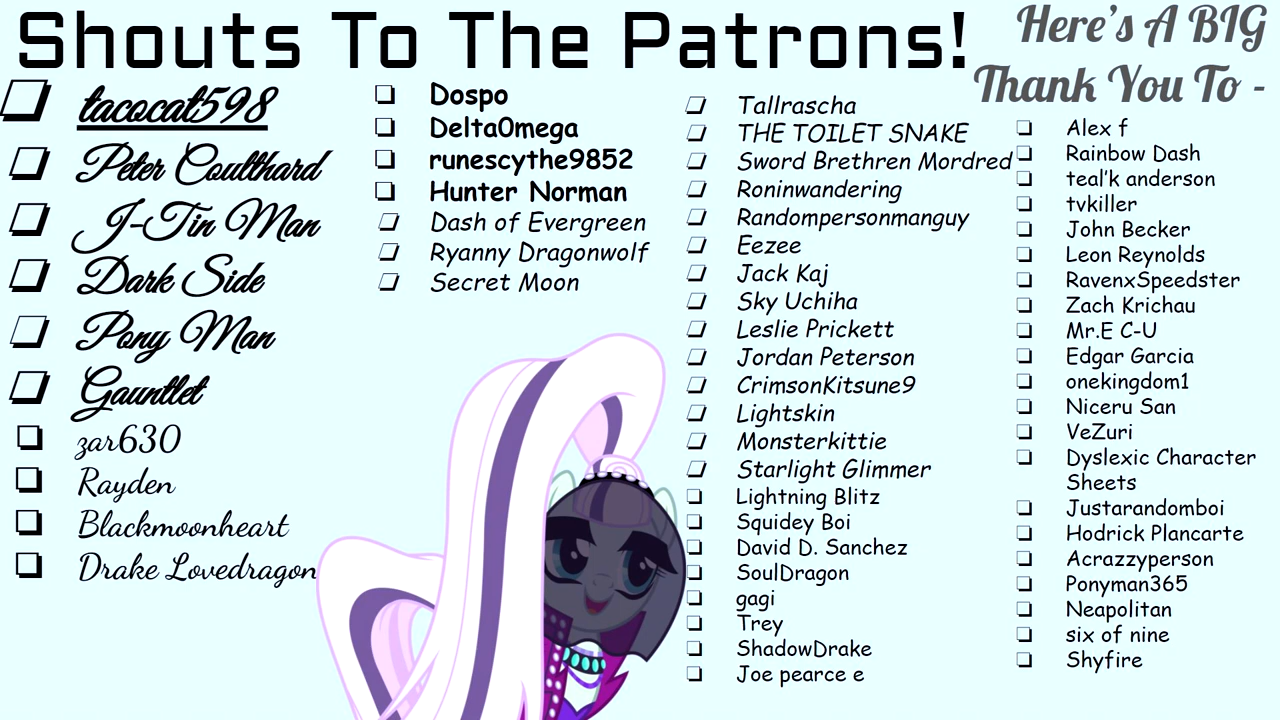 Shouts To The Patrons!
Here's A BIG
Thank You To -
tacocat598
Peter Coulthard
J-Tin Man
Dark Side
Pony Man
Gauntlet
zar630
Rayden
Blackmoonheart
Drake Lovedragon
Dospo
Delta0mega
runescythe9852
Hunter Norman
Dash of Evergreen
Ryanny Dragonwolf
Secret Moon
Tallrascha
THE TOILET SNAKE
Sword Brethren Mordred
Roninwandering
Randompersonmanguy
Eezee
Jack Kaj
Sky Uchiha
Leslie Prickett
Jordan Peterson
CrimsonKitsune9
Lightskin
Monsterkittie
Starlight Glimmer
Lightning Blitz
Squidey Boi
David D. Sanchez
SoulDragon
gagi
Trey
ShadowDrake
Joe pearce e
Alex f
Rainbow Dash
teal'k anderson
tvkiller
John Becker
Leon Reynolds
RavenxSpeedster
Zach Krichau
Mr.E C-U
Edgar Garcia
onekingdom1
Niceru San
VeZuri
Dyslexic Character
Sheets
Justarandomboi
Hodrick Plancarte
Acrazzyperson
Ponyman365
Neapolitan
six of nine
Shyfire